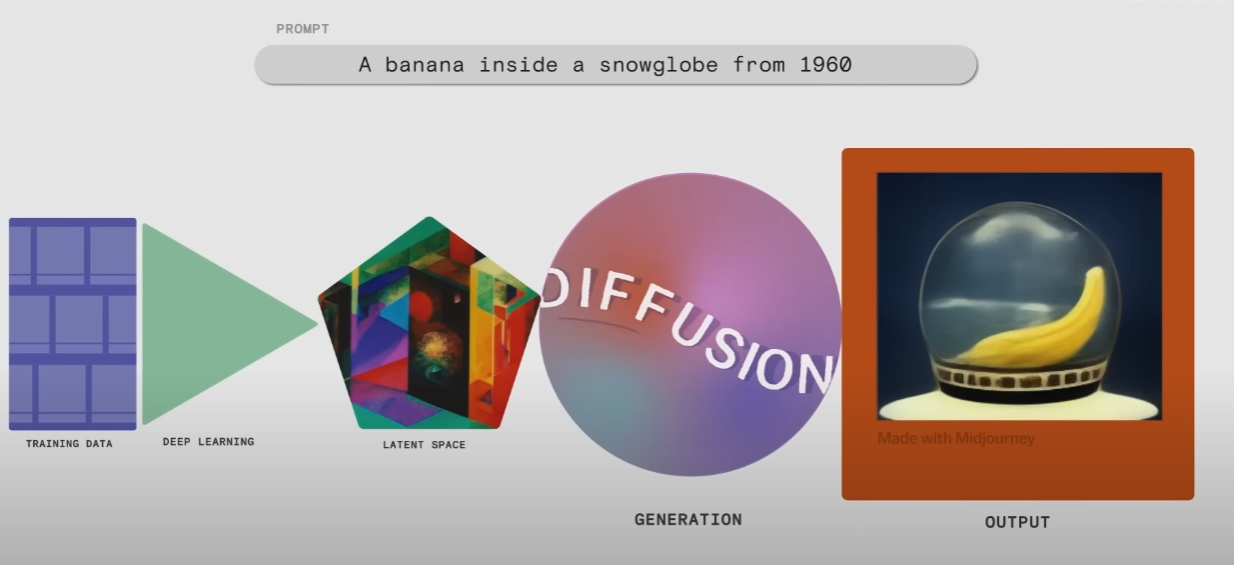 PROMPT
A banana inside a snowglobe from 1960
DIFFUSION
Made with Midjourney
TRAINING DATA
DEEP LEARNING
LATENT SPACE
GENERATION
OUTPUT